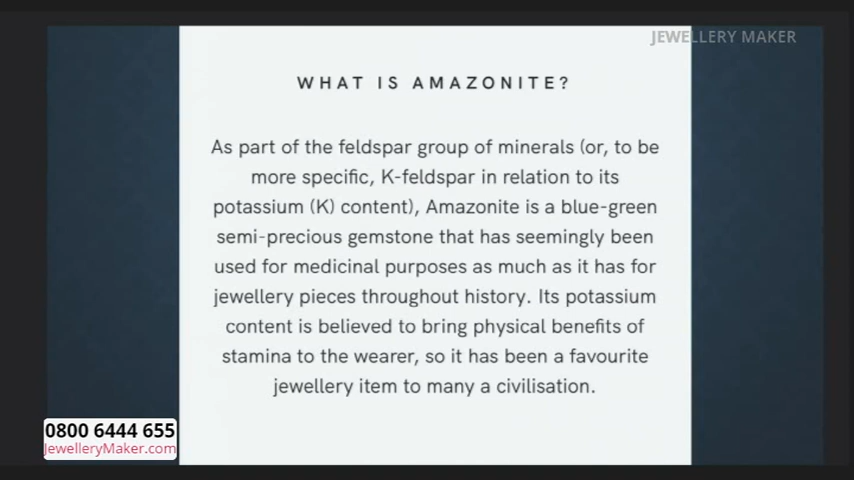 JEWELLERY MAKER
WHAT IS AMAZONITE?
As part of the feldspar group of minerals (or, to be
more specific, K-feldspar in relation to its
potassium (K) content), Amazonite is a blue-green
semi-precious gemstone that has seemingly been
used for medicinal purposes as much as it has for
jewellery pieces throughout history. Its potassium
content is believed to bring physical benefits of
stamina to the wearer, so it has been a favourite
jewellery item to many a civilisation.
0800 6444 655
JewelleryMaker.com